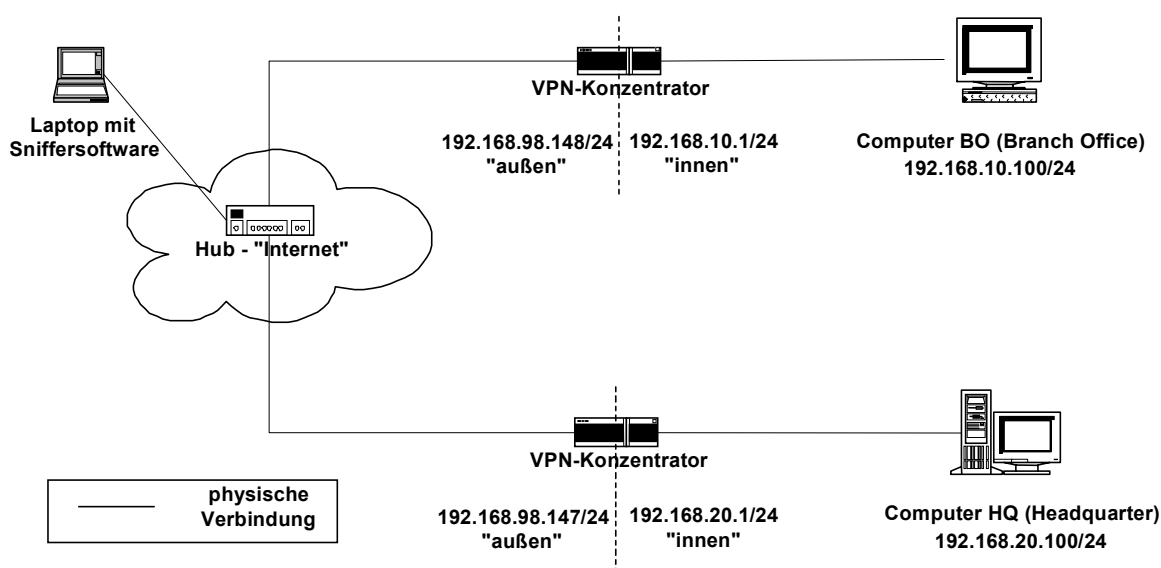 VPN-Konzentrator
Laptop mit
Sniffersoftware
192.168.98.148/24
"außen"
192.168.10.1/24
"innen"
Computer BO (Branch Office)
192.168.10.100/24
Hub - "Internet"
VPN-Konzentrator
physische
Verbindung
192.168.98.147/24
"außen"
192.168.20.1/24
"innen"
Computer HQ (Headquarter)
192.168.20.100/24